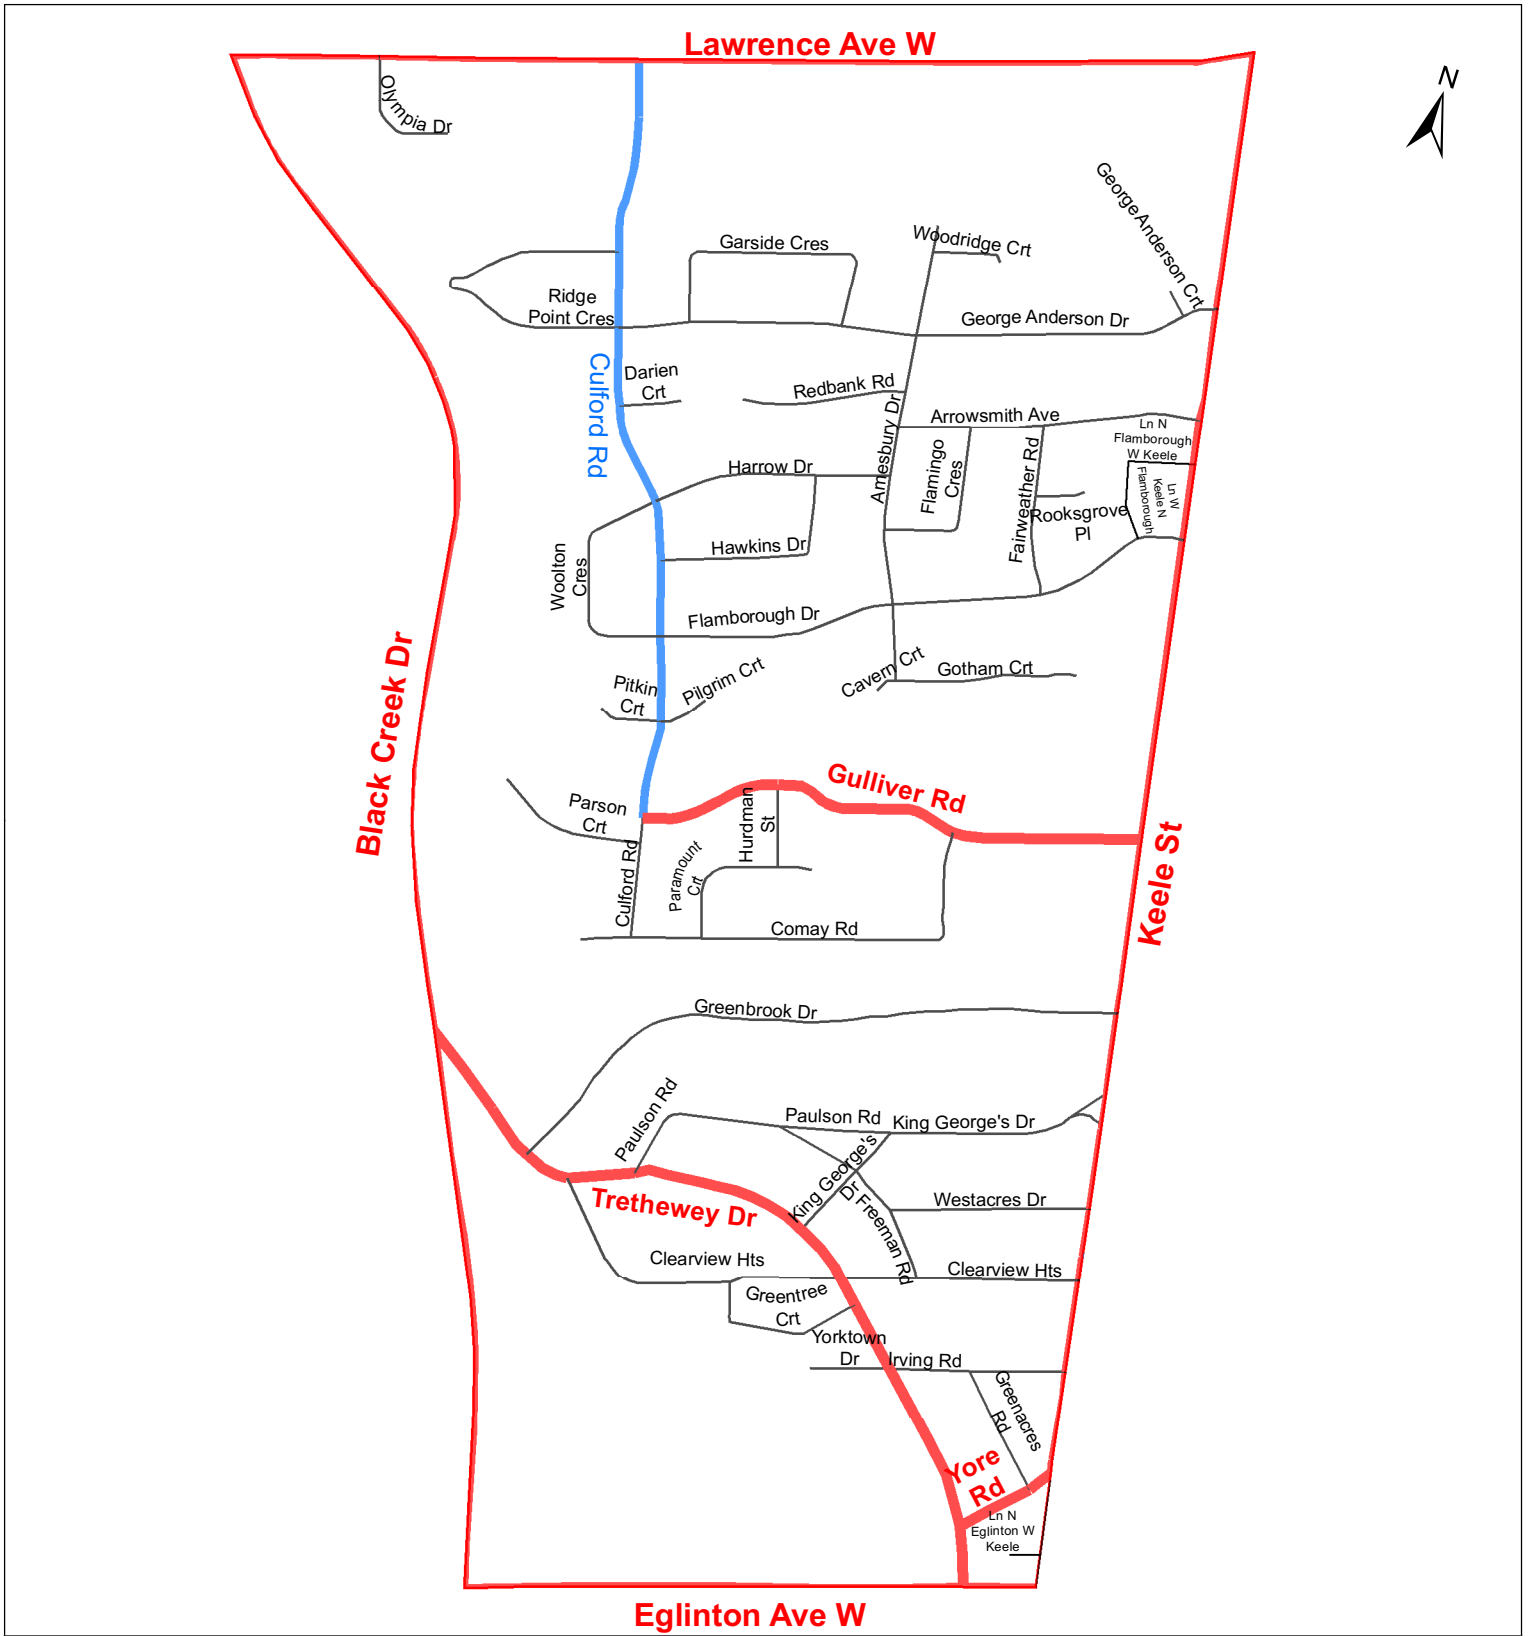 Lawrence Ave W
N
Olympia Dr
George Anderson Crt
Garside Cres
Woodridge Crt
Ridge
Point Cres
George Anderson Dr
Culford Rd
Darien
Crt
Redbank Rd
Amesbury Dr
Arrowsmith Ave
Ln N
Flamborough
W Keele
Flamingo
Cres
Fairweather Rd
Harrow Dr
Ln W
Keele N
Flamborough
Rooksgrove
Pl
Woolton
Cres
Hawkins Dr
Flamborough Dr
Black Creek Dr
Pitkin
Crt
Pilgrim Crt
Cavern Crt
Gotham Crt
Gulliver Rd
Parson
Crt
Hurdman
St
Culford Rd
Paramount
Crt
Keele St
Comay Rd
Greenbrook Dr
Paulson Rd
Paulson Rd
King George's Dr
King George's
Dr
Trethewey Dr
Westacres Dr
Freeman Rd
Clearview Hts
Clearview Hts
Greentree
Crt
Yorktown
Dr
Irving Rd
Greenacres
Rd
Yore
Rd
Ln N
Eglinton W
Keele
Eglinton Ave W